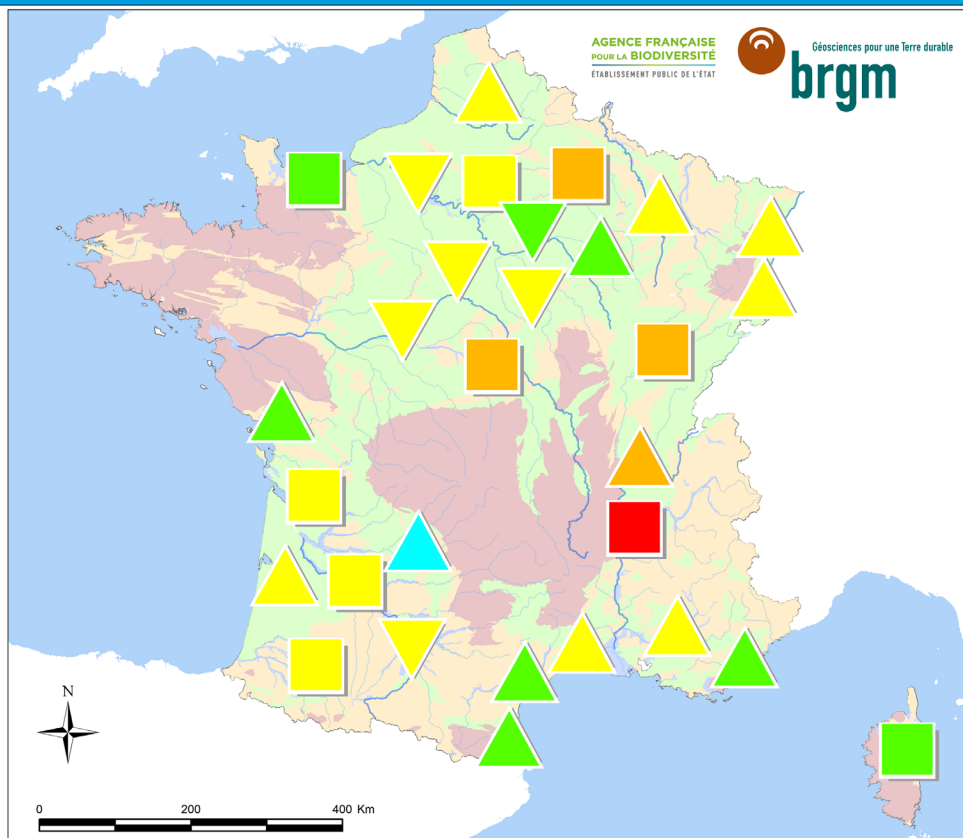 AGENCE FRANÇAISE
POUR LA BIODIVERSITÉ
ÉTABLISSEMENT PUBLIC DE L'ÉTAT
Géosciences pour une Terre durable
brgm
N
0 200 400 Km